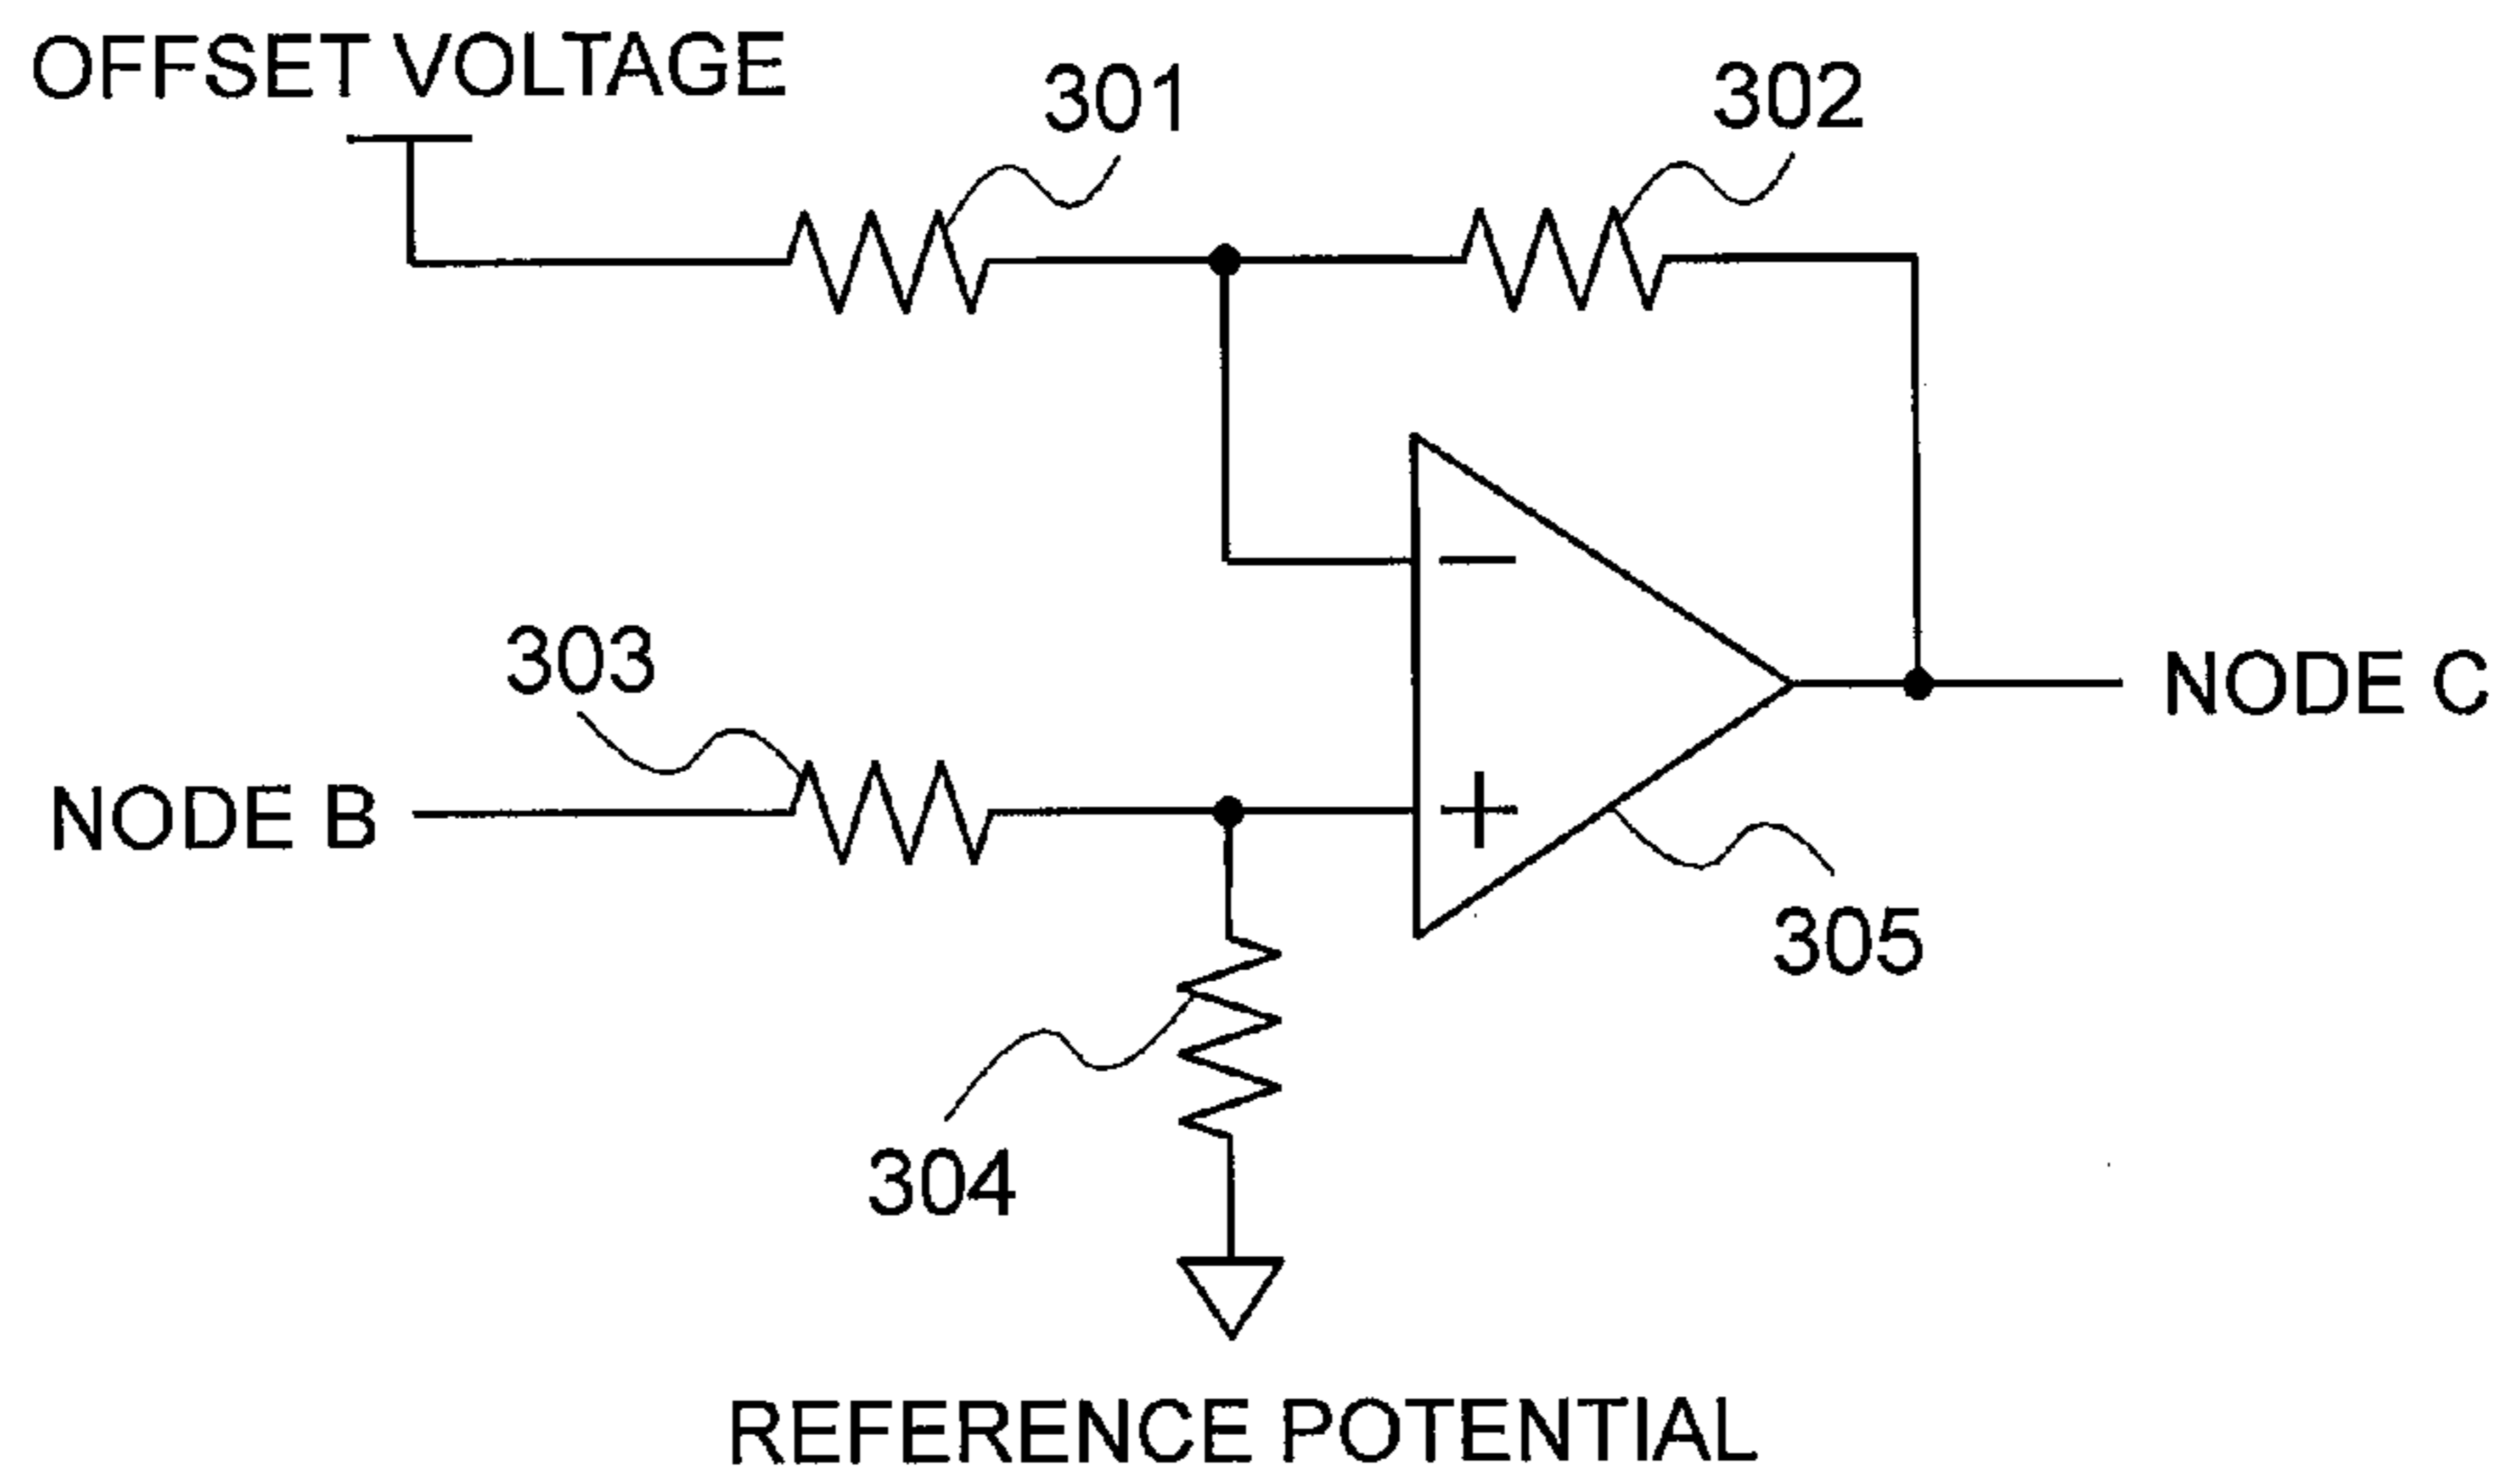 OFFSET VOLTAGE
301
302
303
NODE B
NODE C
305
304
REFERENCE POTENTIAL